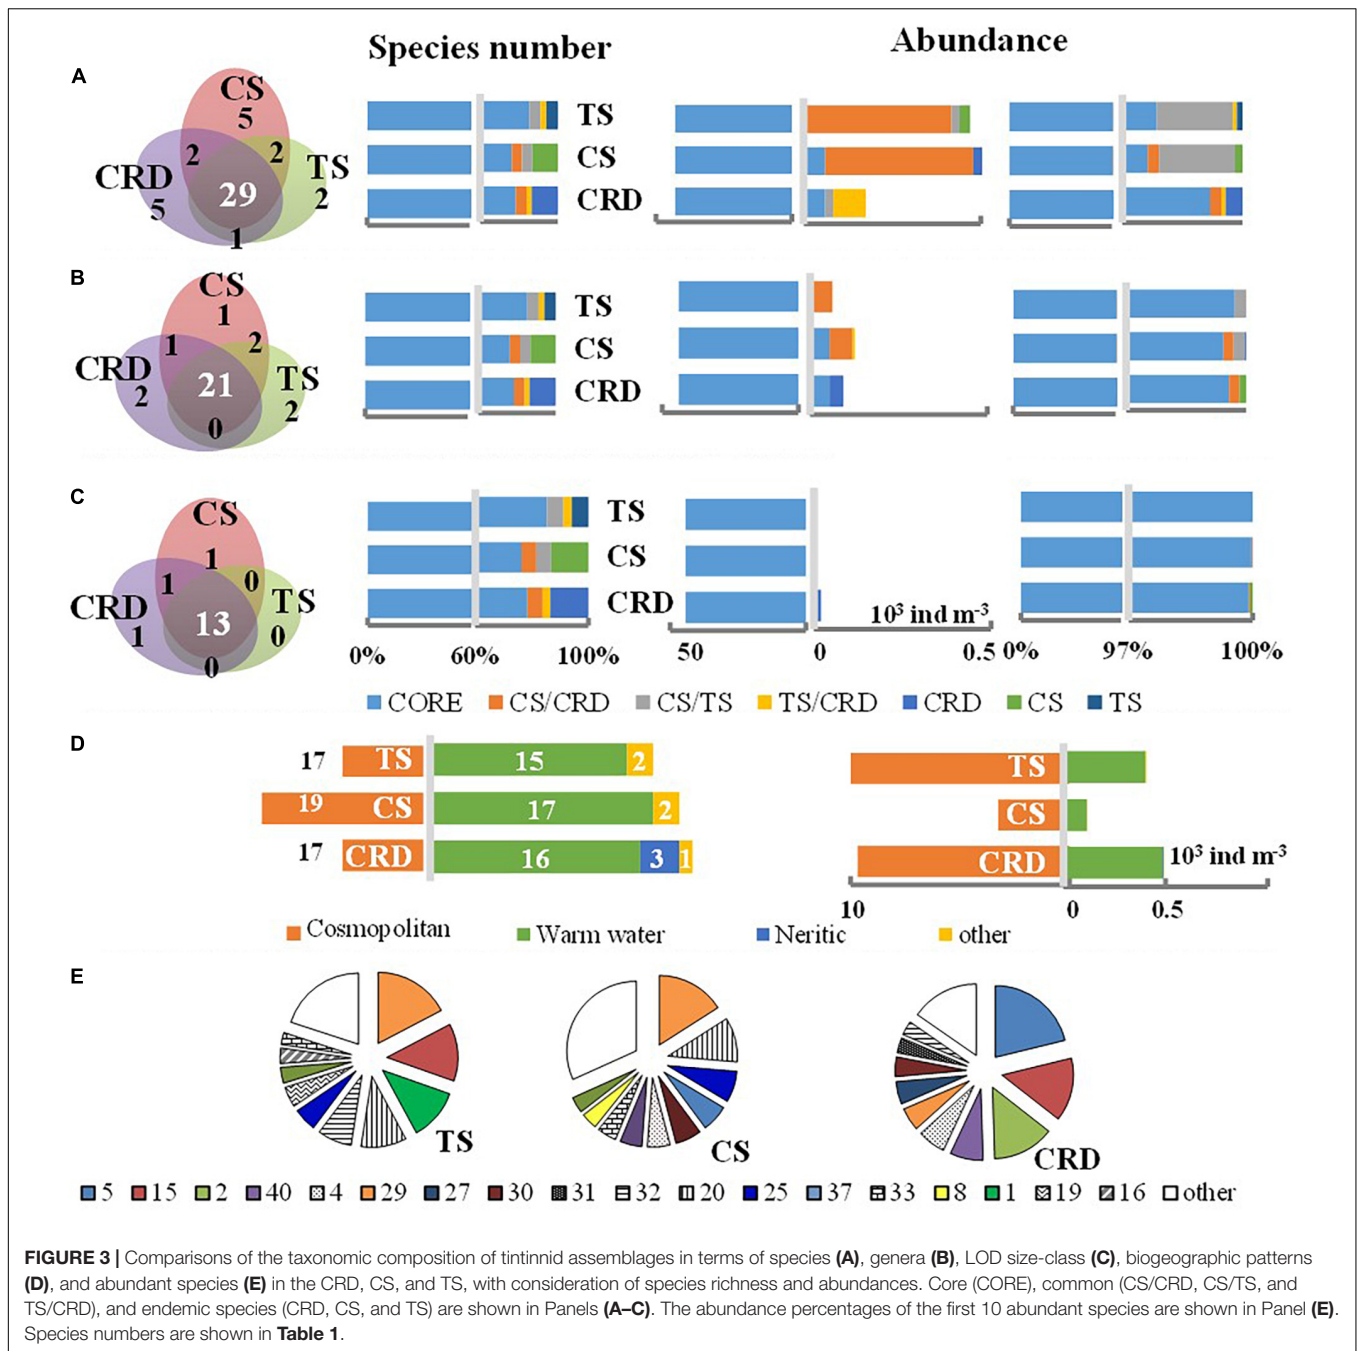 Species number
Abundance
A
CS
5
2
2
CRD
TS
29
5
2
1
TS
CS
CRD
B
CS
1
1
2
CRD
TS
21
2
2
0
TS
CS
CRD
C
CS
1
1
0
CRD
TS
13
1
0
0
TS
CS
CRD
10³ ind m⁻³
0% 60% 100%
50 0 0.5
0% 97% 100%
CORE CS/CRD CS/TS TS/CRD CRD CS TS
D
17 TS 15 2
19 CS 17 2
17 CRD 16 3 1
TS
CS
CRD
10³ ind m⁻³
10 0 0.5
Cosmopolitan Warm water Neritic other
E
TS
CS
CRD
5 15 2 40 4 29 27 30 31 32 20 25 37 33 8 1 19 16 other
FIGURE 3 | Comparisons of the taxonomic composition of tintinnid assemblages in terms of species (A), genera (B), LOD size-class (C), biogeographic patterns
(D), and abundant species (E) in the CRD, CS, and TS, with consideration of species richness and abundances. Core (CORE), common (CS/CRD, CS/TS, and
TS/CRD), and endemic species (CRD, CS, and TS) are shown in Panels (A–C). The abundance percentages of the first 10 abundant species are shown in Panel (E).
Species numbers are shown in Table 1.